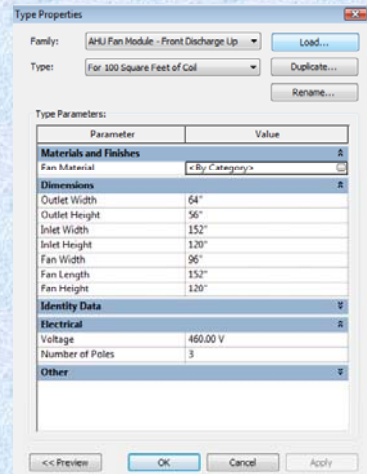 Type Properties
Family: AHU Fan Module - Front Discharge Up Load...
Type: For 100 Square Feet of Coil Duplicate...
Rename...
Type Parameters:
Parameter Value
Materials and Finishes
Fan Material <By Category>
Dimensions
Outlet Width 64"
Outlet Height 56"
Inlet Width 152"
Inlet Height 120"
Fan Width 96"
Fan Length 152"
Fan Height 120"
Identity Data
Electrical
Voltage 460.00 V
Number of Poles 3
Other
<< Preview OK Cancel Apply